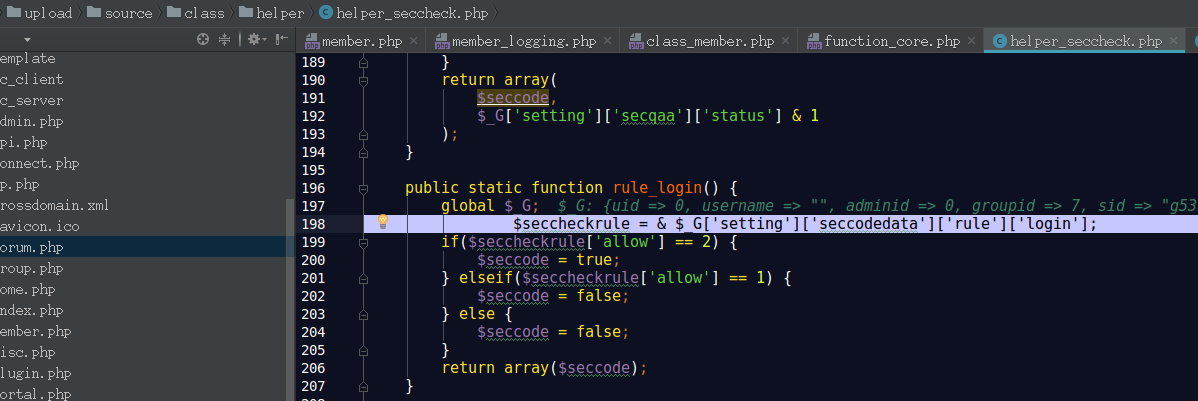 upload source class helper helper_seccheck.php
member.php member_logging.php class_member.php function_core.php helper_seccheck.php
emplate
c_client
c_server
dmin.php
pi.php
onnect.php
p.php
rossdomain.xml
avicon.ico
orum.php
roup.php
ome.php
ndex.php
ember.php
isc.php
lugin.php
ortal.php
189 }
190 return array(
191 $seccode,
192 $_G['setting']['secqaa']['status'] & 1
193 );
194 }
195
196 public static function rule_login() {
197 global $_G; $_G: {uid => 0, username => "", adminid => 0, groupid => 7, sid => "g53
198 $seccheckrule = & $_G['setting']['seccodedata']['rule']['login'];
199 if($seccheckrule['allow'] == 2) {
200 $seccode = true;
201 } elseif($seccheckrule['allow'] == 1) {
202 $seccode = false;
203 } else {
204 $seccode = false;
205 }
206 return array($seccode);
207 }